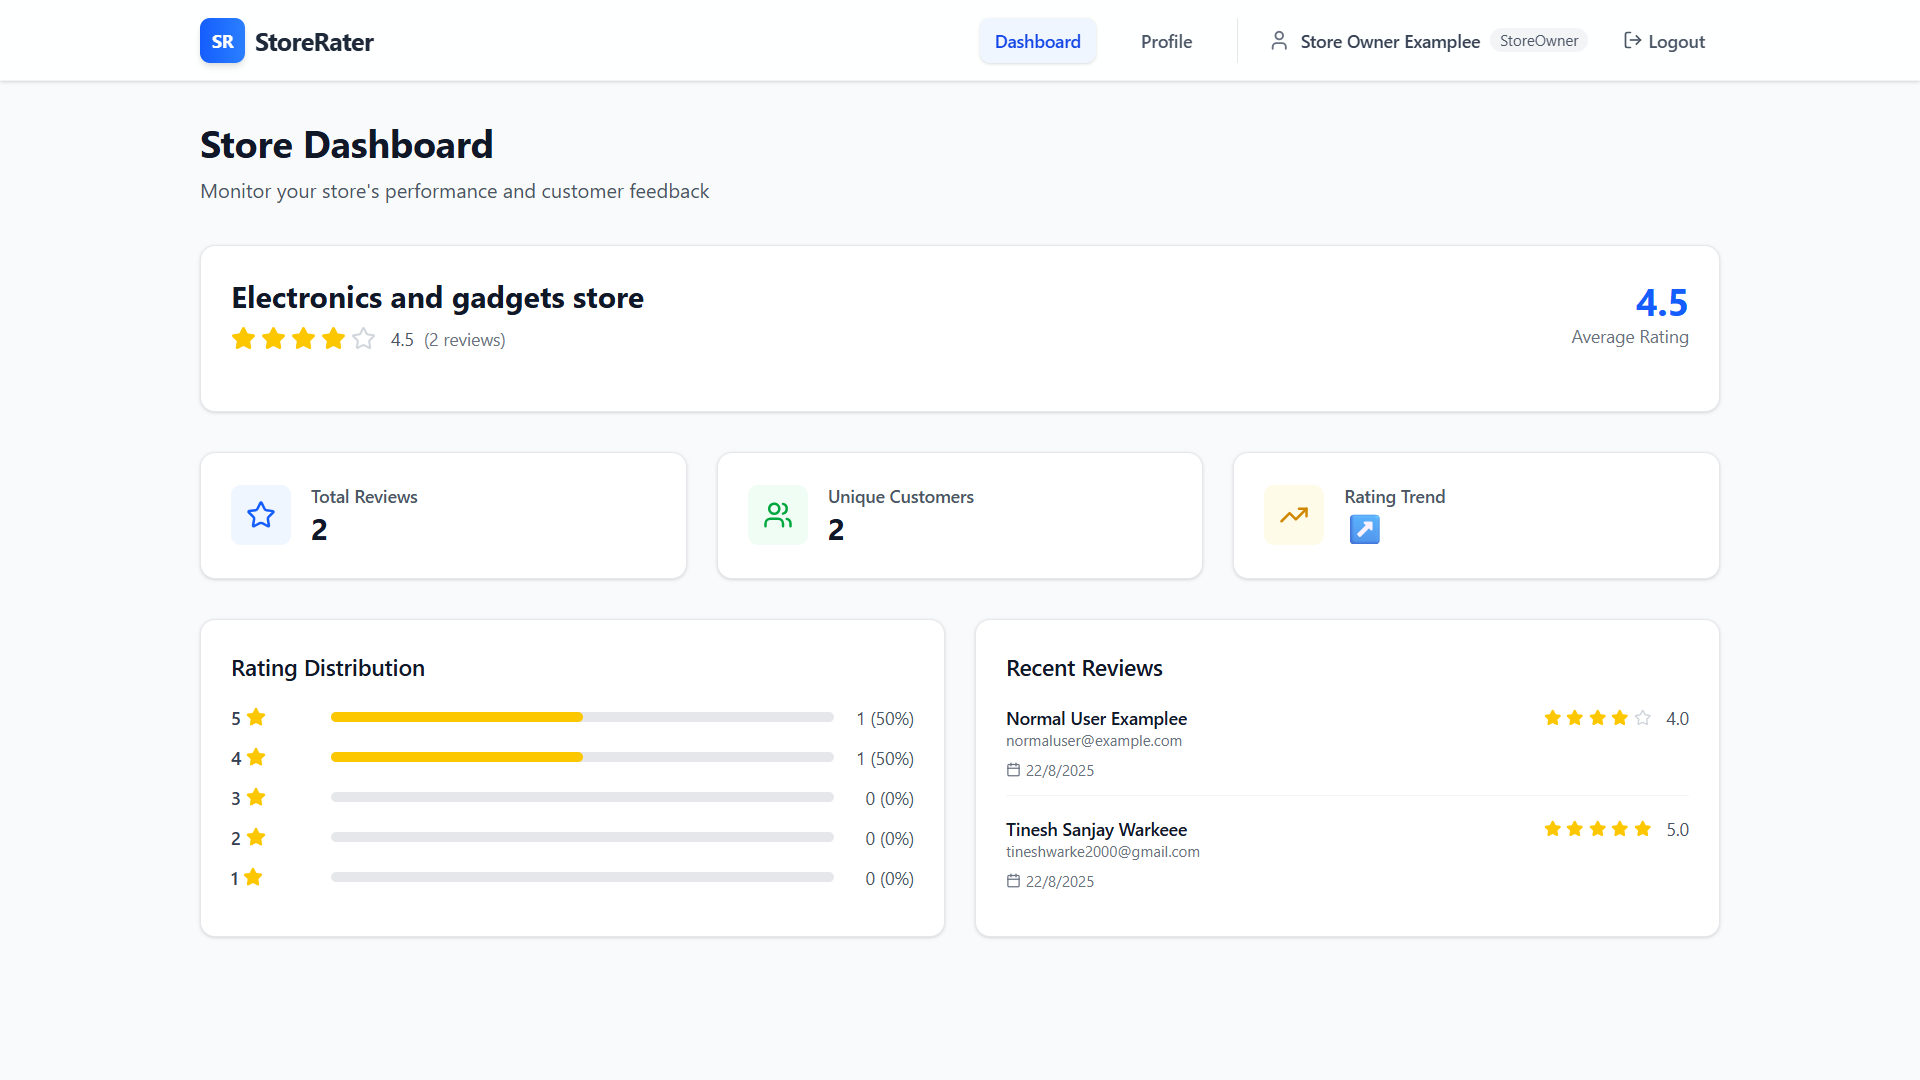 SR StoreRater
Dashboard
Profile
Store Owner Examplee
StoreOwner
Logout
Store Dashboard
Monitor your store's performance and customer feedback
Electronics and gadgets store
4.5 (2 reviews)
4.5
Average Rating
Total Reviews
2
Unique Customers
2
Rating Trend
Rating Distribution
5 1 (50%)
4 1 (50%)
3 0 (0%)
2 0 (0%)
1 0 (0%)
Recent Reviews
Normal User Examplee 4.0
normaluser@example.com
22/8/2025
Tinesh Sanjay Warkeee 5.0
tineshwarke2000@gmail.com
22/8/2025